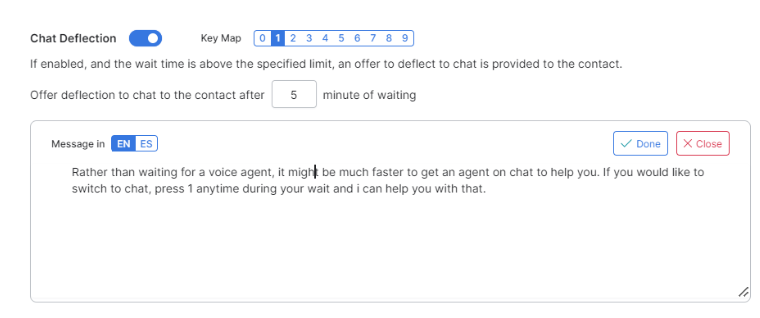 Chat Deflection Key Map 0 1 2 3 4 5 6 7 8 9
If enabled, and the wait time is above the specified limit, an offer to deflect to chat is provided to the contact.
Offer deflection to chat to the contact after 5 minute of waiting
Message in EN ES Done Close
Rather than waiting for a voice agent, it might be much faster to get an agent on chat to help you. If you would like to
switch to chat, press 1 anytime during your wait and i can help you with that.